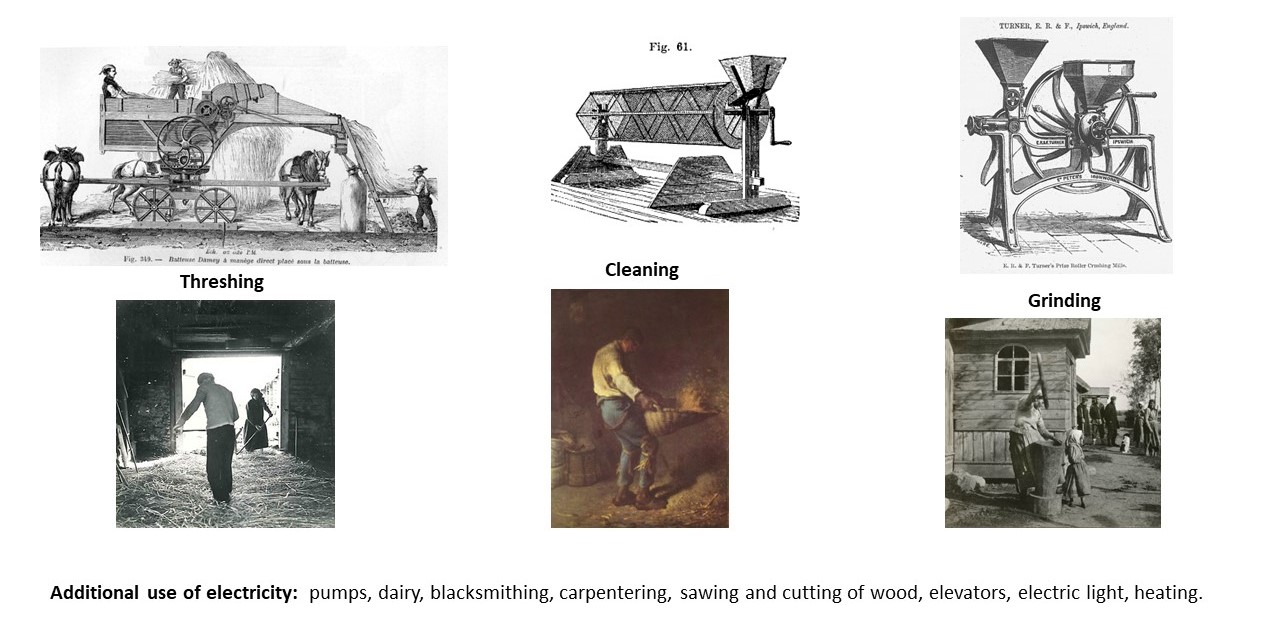 Fig. 349. — Batteuse Damey à manège direct placé sous la batteuse.
Threshing
Fig. 61.
Cleaning
TURNER, E. R. & F., Ipswich, England.
E.R.& F. TURNER IPSWICH
ST PETER'S IRONWORKS
E. R. & F. Turner's Prize Roller Crushing Mills.
Grinding
Additional use of electricity: pumps, dairy, blacksmithing, carpentering, sawing and cutting of wood, elevators, electric light, heating.